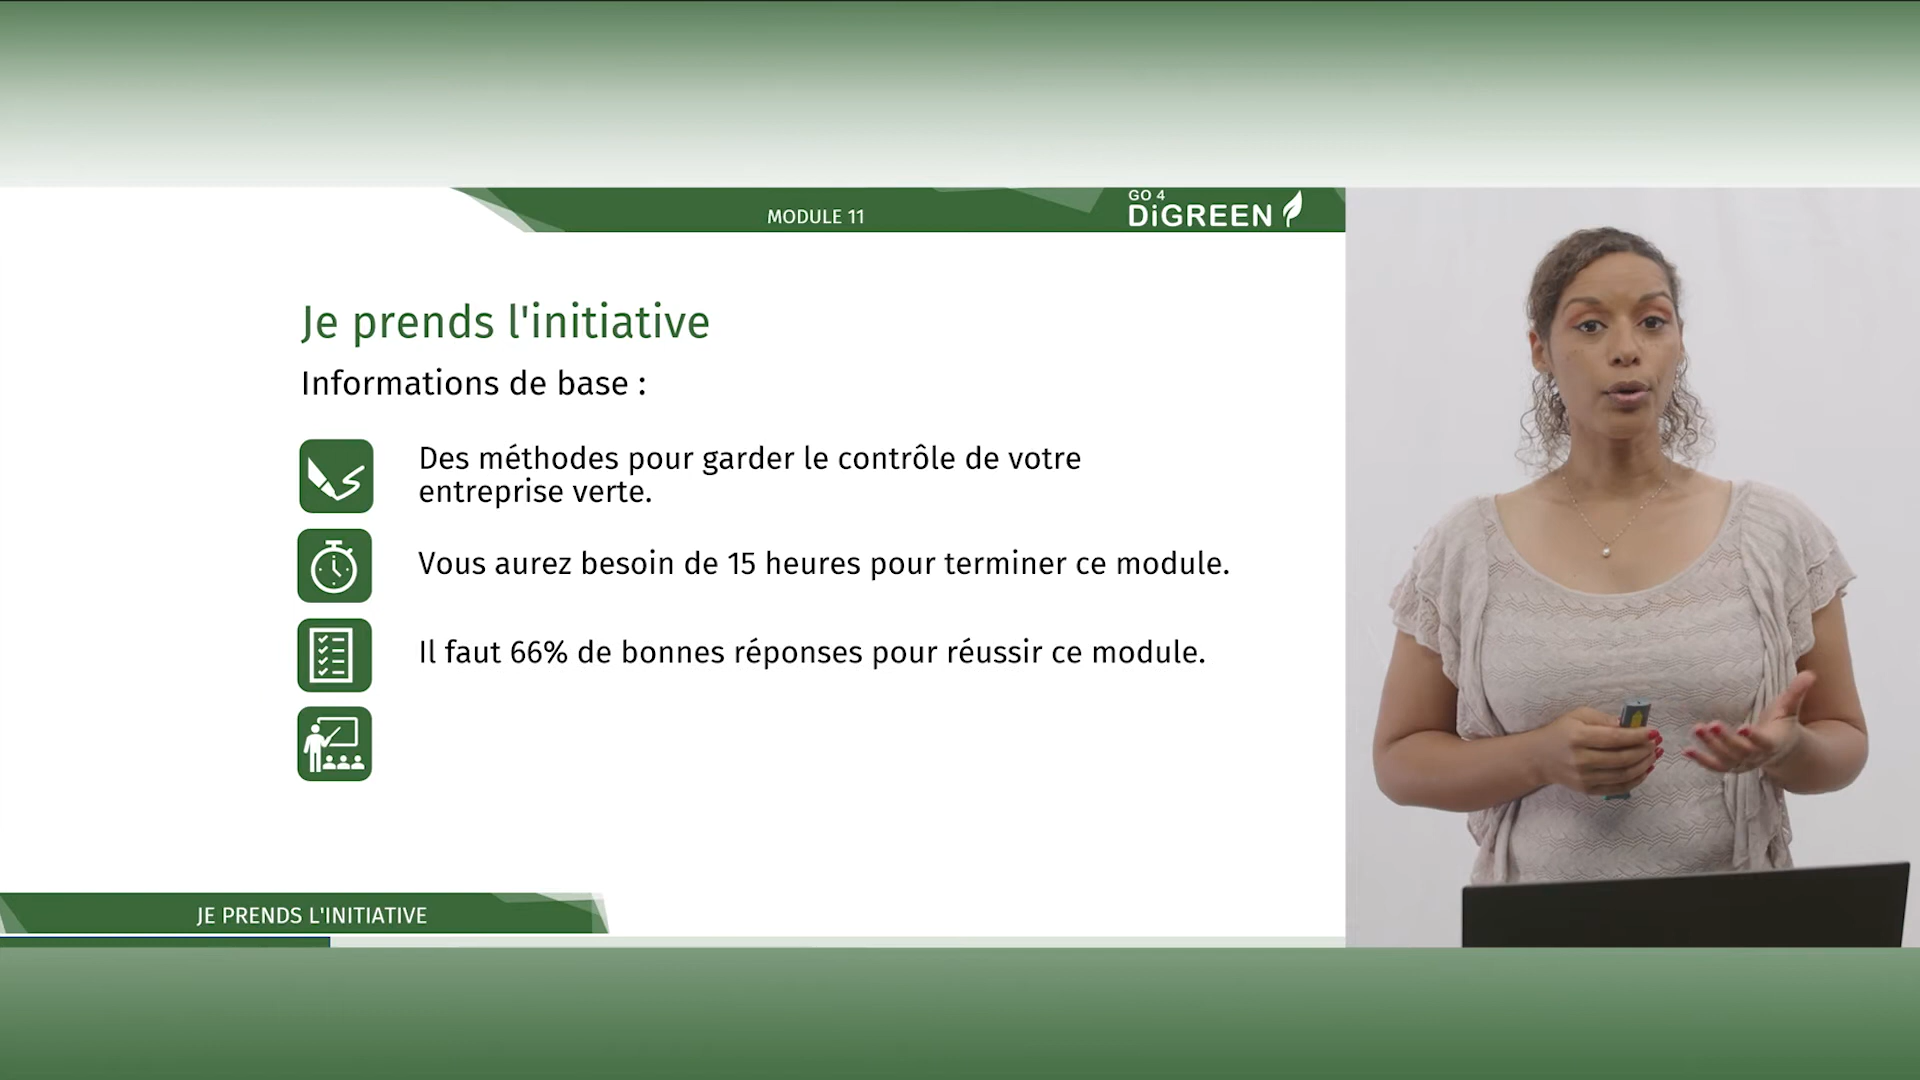 MODULE 11
GO 4
DiGREEN
Je prends l'initiative
Informations de base :
Des méthodes pour garder le contrôle de votre
entreprise verte.
Vous aurez besoin de 15 heures pour terminer ce module.
Il faut 66% de bonnes réponses pour réussir ce module.
JE PRENDS L'INITIATIVE